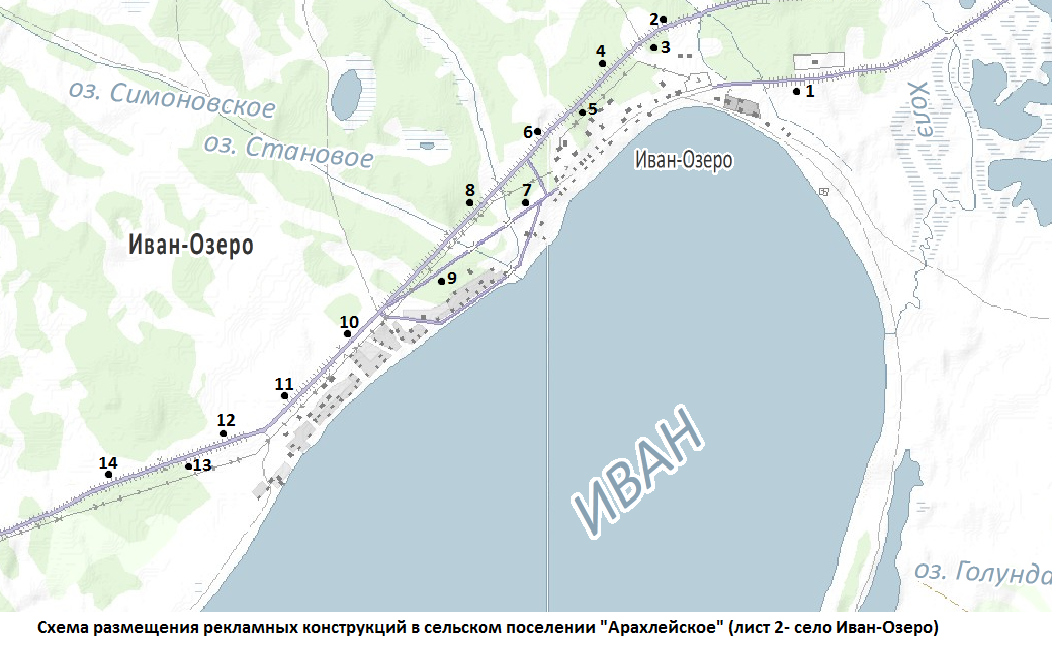 2
3
4
1
оз. Симоновское
5
Холя
6
оз. Становое
Иван-Озеро
8
7
Иван-Озеро
9
10
11
12
ИВАН
14
13
оз. Голунда
Схема размещения рекламных конструкций в сельском поселении "Арахлейское" (лист 2- село Иван-Озеро)